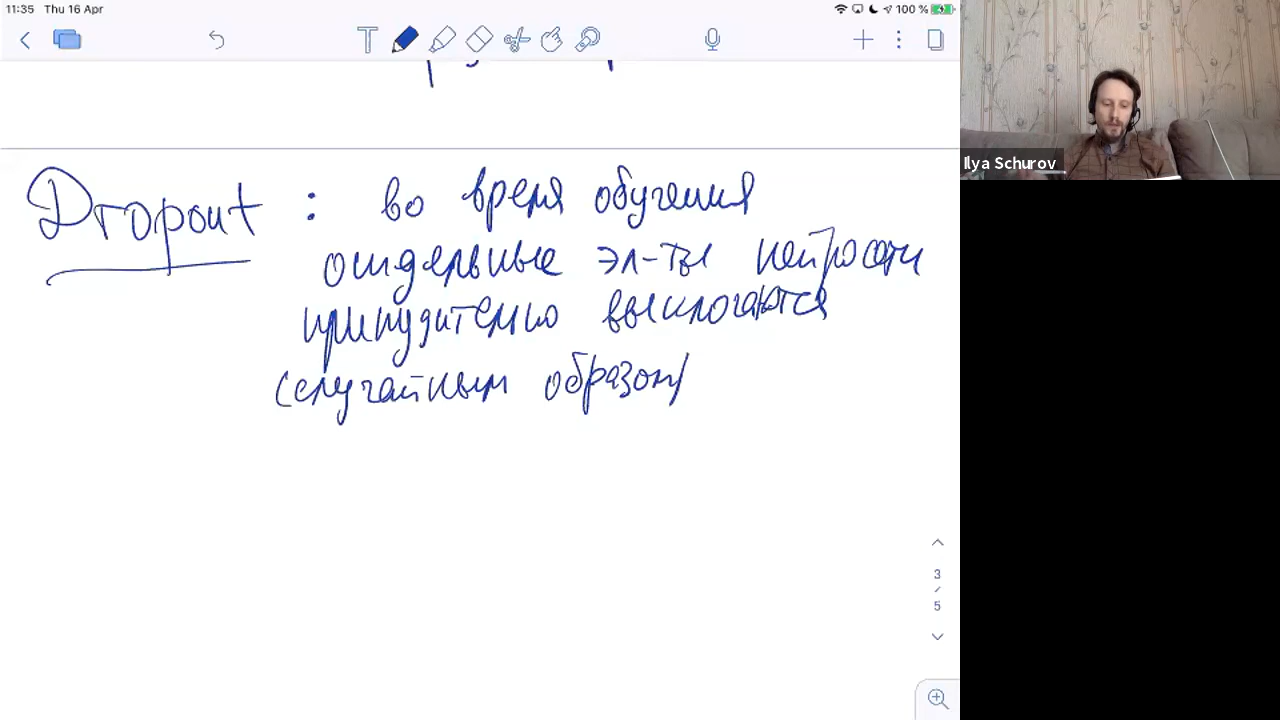 11:35 Thu 16 Apr
100 %
T
Dropout : во время обучения
отдельные эл-ты нейросети
принудительно выключаются
(случайным образом)
3
/
5
Ilya Schurov